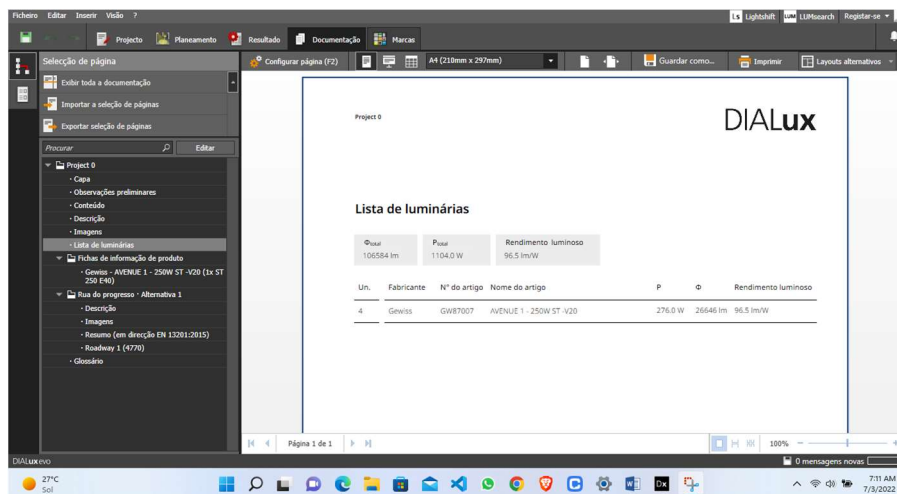 Ficheiro Editar Inserir Visão ?
Ls Lightshift LUM LUMsearch Registar-se
Projecto Planeamento Resultado Documentação Marcas
Selecção de página
Configurar página (F2) A4 (210mm x 297mm) Guardar como... Imprimir Layouts alternativos
Exibir toda a documentação
Importar a seleção de páginas
Exportar seleção de páginas
Procurar Editar
Project 0
Capa
Observações preliminares
Conteúdo
Descrição
Imagens
Lista de luminárias
Fichas de informação de produto
Gewiss - AVENUE 1 - 250W ST -V20 (1x ST
250 E40)
Rua do progresso · Alternativa 1
Descrição
Imagens
Resumo (em direcção EN 13201:2015)
Roadway 1 (4770)
Glossário
Project 0
DIALux
Lista de luminárias
Φtotal Ptotal Rendimento luminoso
106584 lm 1104.0 W 96.5 lm/W
Un. Fabricante N° do artigo Nome do artigo P Φ Rendimento luminoso
4 Gewiss GW87007 AVENUE 1 - 250W ST -V20 276.0 W 26646 lm 96.5 lm/W
Página 1 de 1 100%
DIALux evo 0 mensagens novas
27°C
Sol
7:11 AM
7/3/2022